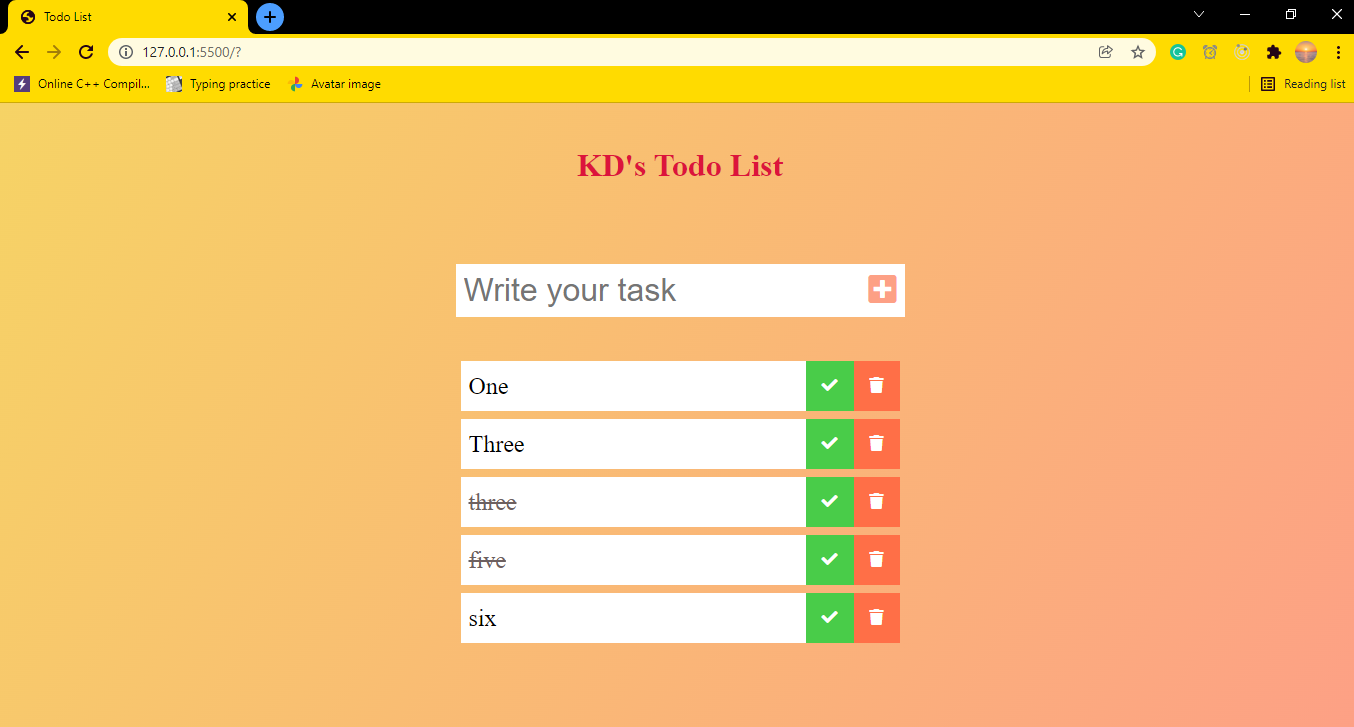 Todo List
127.0.0.1:5500/?
Online C++ Compil... Typing practice Avatar image Reading list
KD's Todo List
Write your task
One
Three
three
five
six